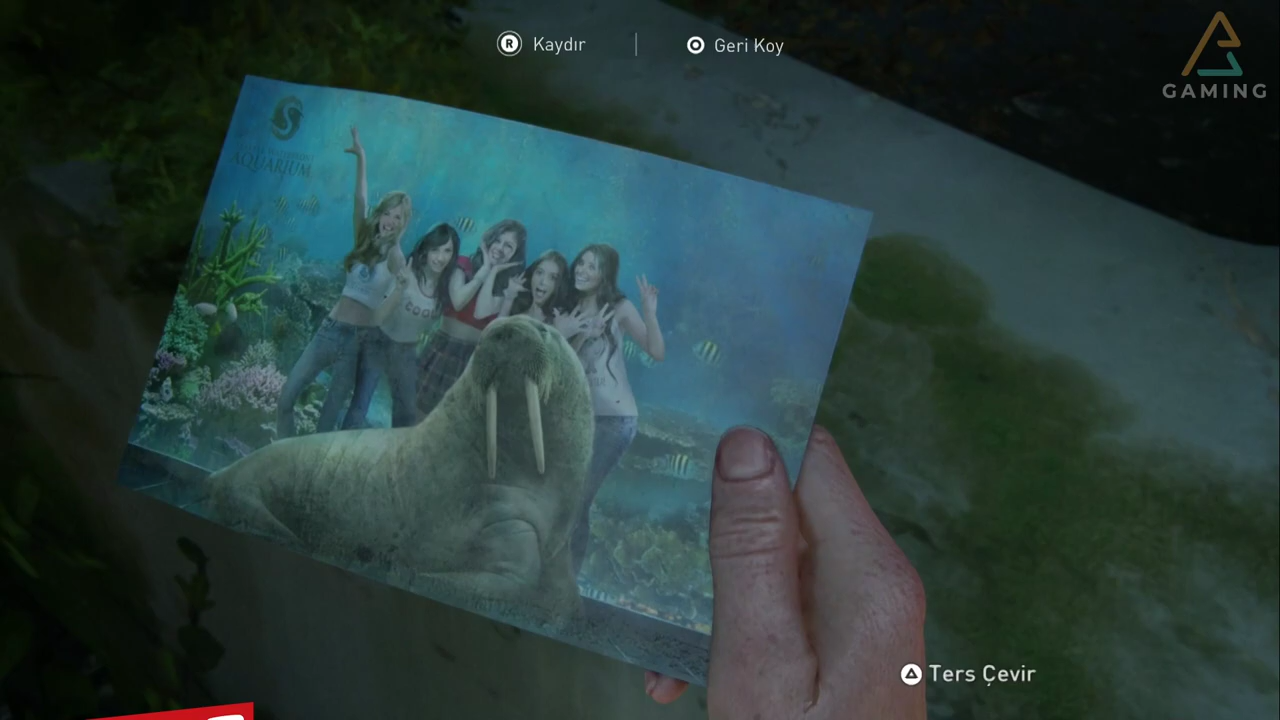 R Kaydır
Geri Koy
GAMING
AQUARIUM
COOL
Ters Çevir